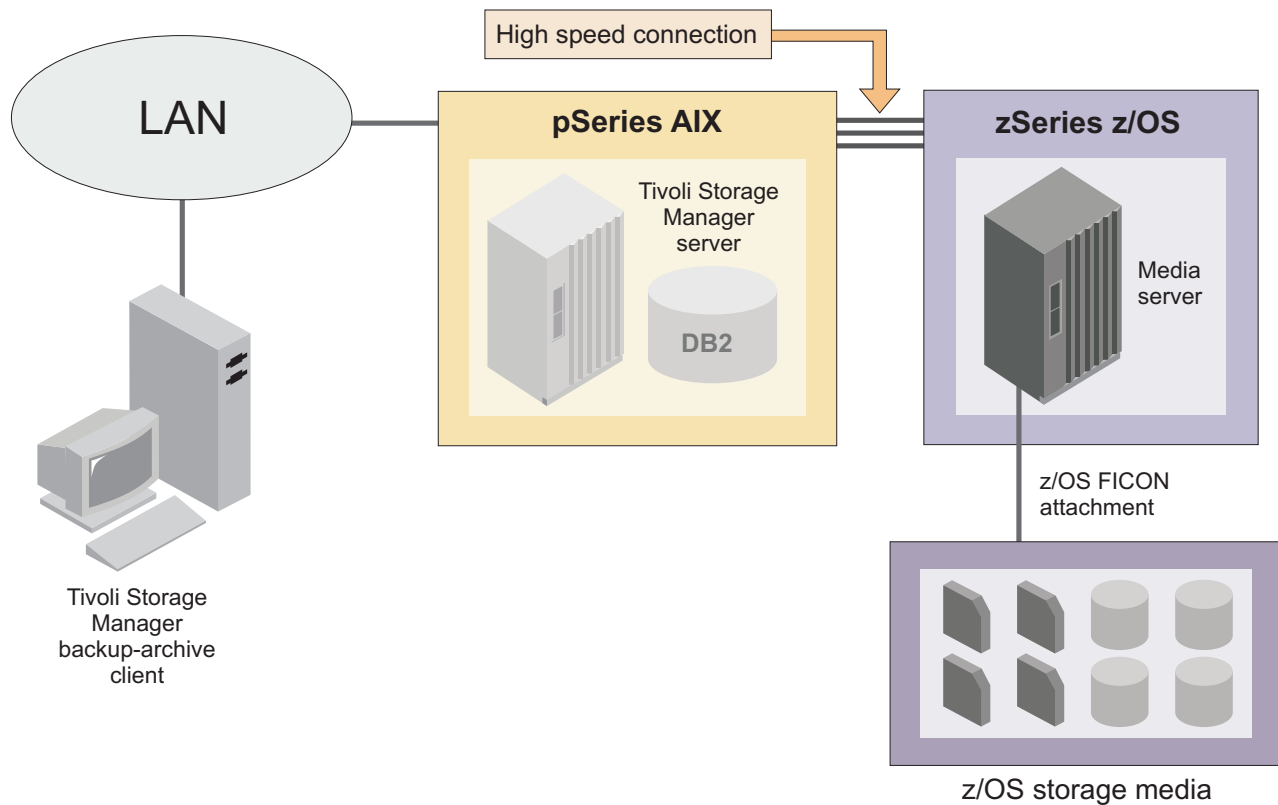 High speed connection
LAN
pSeries AIX
zSeries z/OS
Tivoli Storage
Manager
server
DB2
Media
server
z/OS FICON
attachment
Tivoli Storage
Manager
backup-archive
client
z/OS storage media